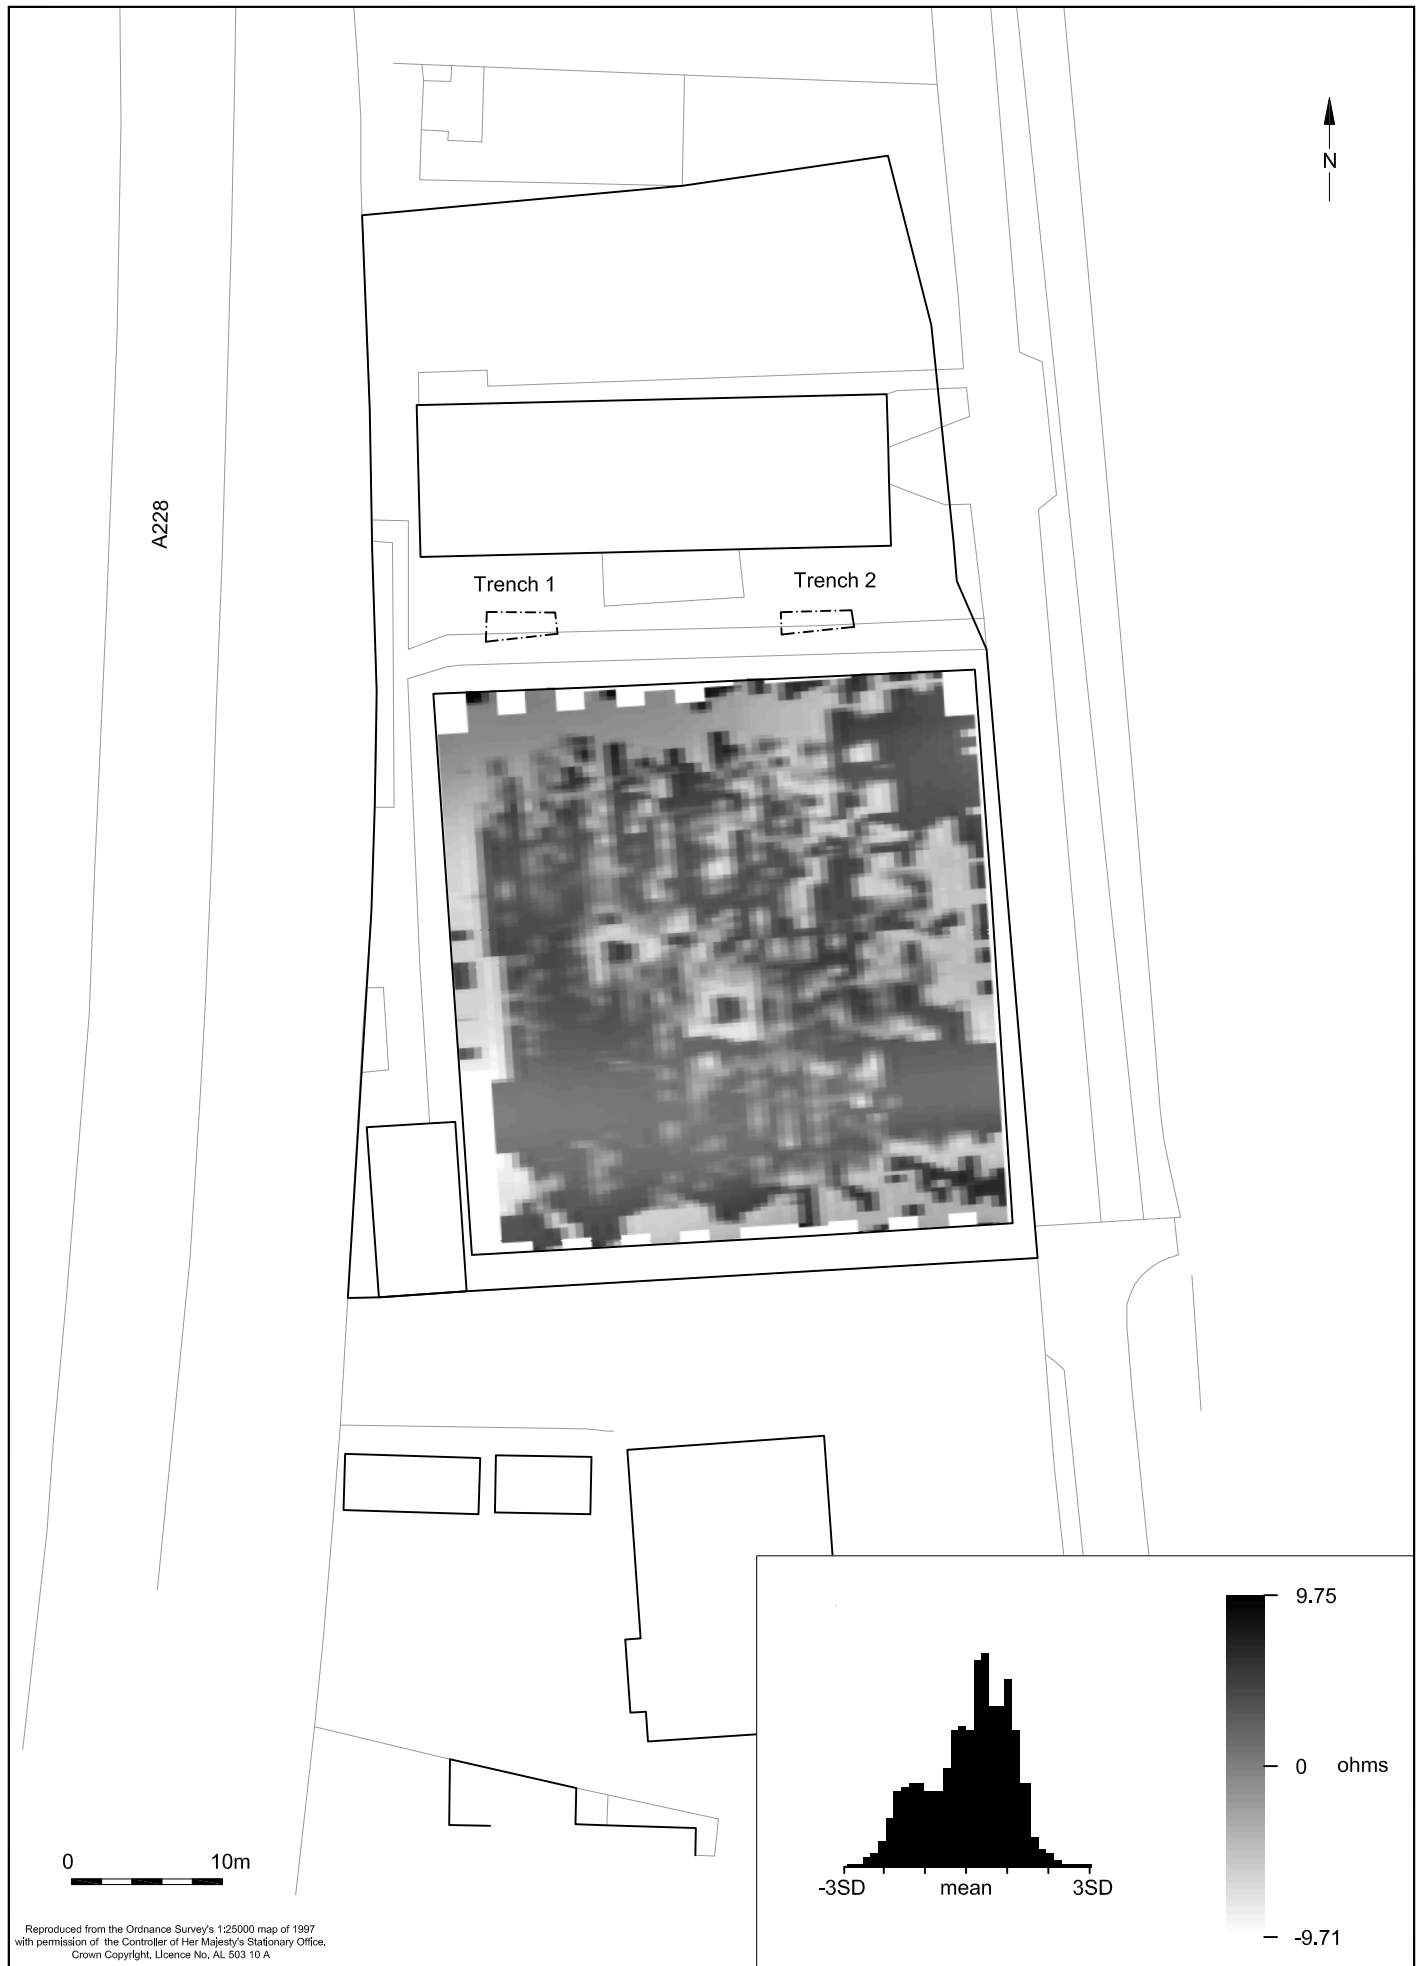 N
A228
Trench 1
Trench 2
9.75
0 ohms
-9.71
-3SD mean 3SD
0 10m
Reproduced from the Ordnance Survey's 1:25000 map of 1997
with permission of the Controller of Her Majesty's Stationary Office.
Crown Copyright. Licence No. AL 503 10 A